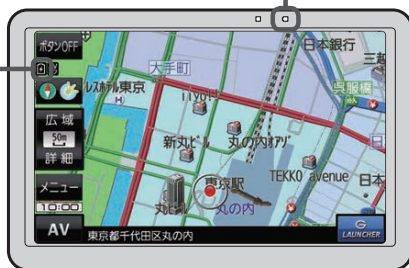 ボタンOFF
日本銀行
三越
大手町
呉服橋
ホテル東京
広域
50m
詳細
新丸ビル
丸の内オアゾ
東京駅
TEKKO avenue
日本
メニュー
10:00
丸ビル
丸の内
AV
東京都千代田区丸の内
G
LAUNCHER